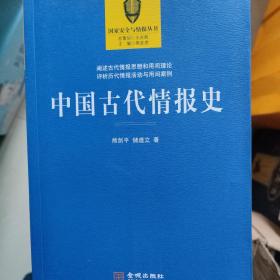 国家安全与情报丛书
阐述古代情报思想和用间理论
评析历代情报活动与用间案例
中国古代情报史
熊剑平 储道立 著
金城出版社